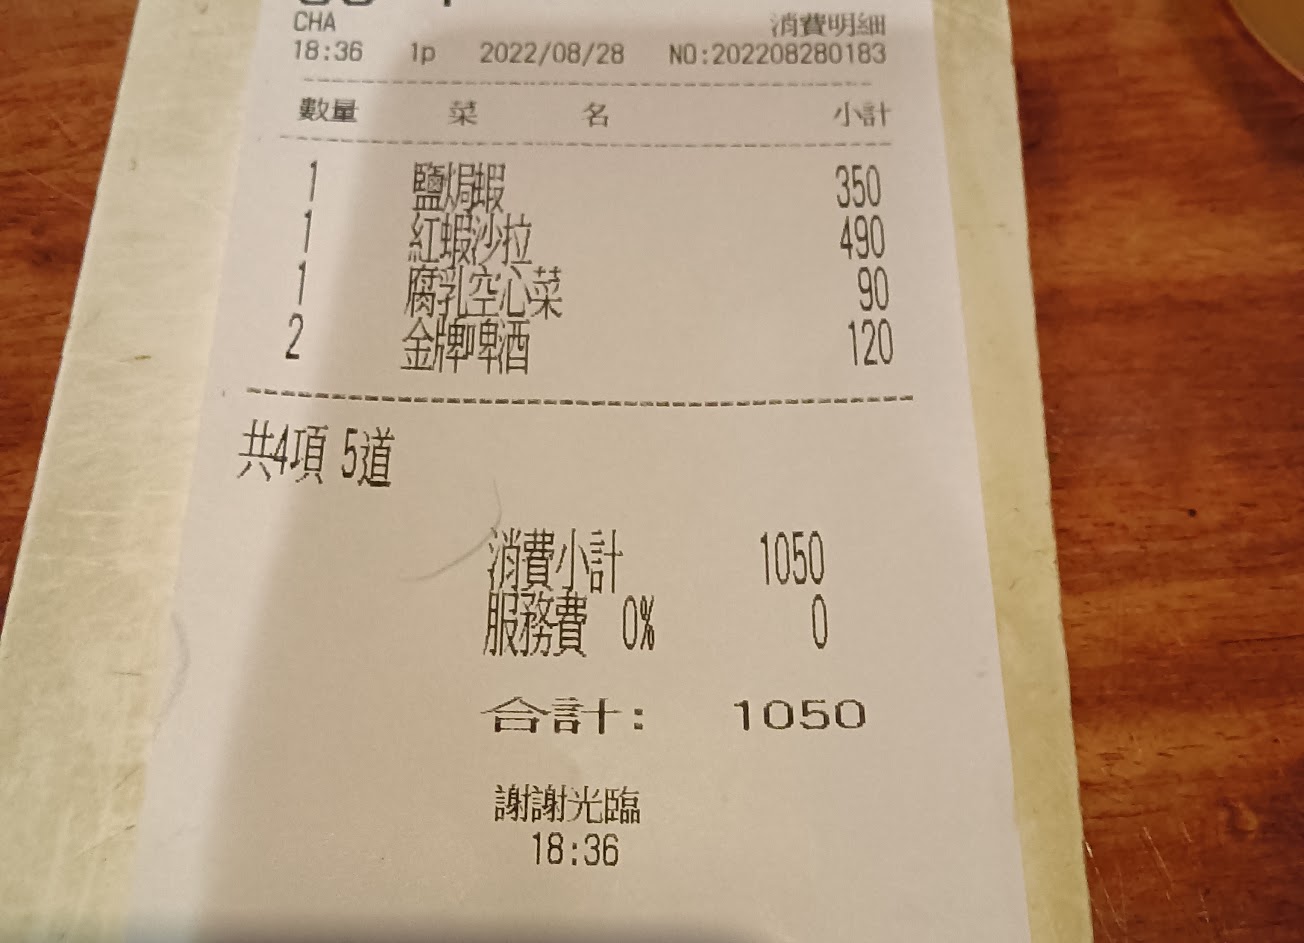 CHA 消費明細
18:36 1p 2022/08/28 NO:202208280183
數量 菜 名 小計
1 鹽焗蝦 350
1 紅蝦沙拉 490
1 腐乳空心菜 90
2 金牌啤酒 120
共4項 5道
消費小計 1050
服務費 0% 0
合計: 1050
謝謝光臨
18:36